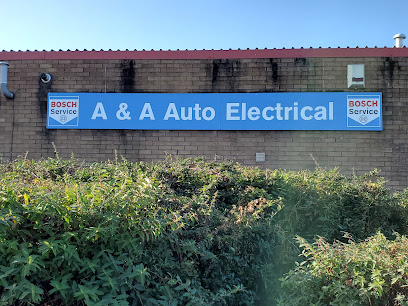 BOSCH
Service
A & A Auto Electrical
BOSCH
Service